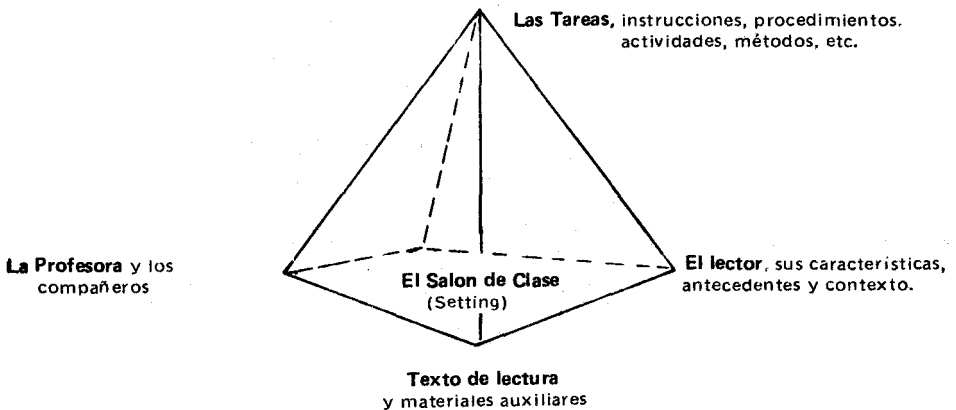 Las Tareas, instrucciones, procedimientos.
actividades, métodos, etc.
La Profesora y los
compañeros
El Salon de Clase
(Setting)
El lector, sus características,
antecedentes y contexto.
Texto de lectura
y materiales auxiliares